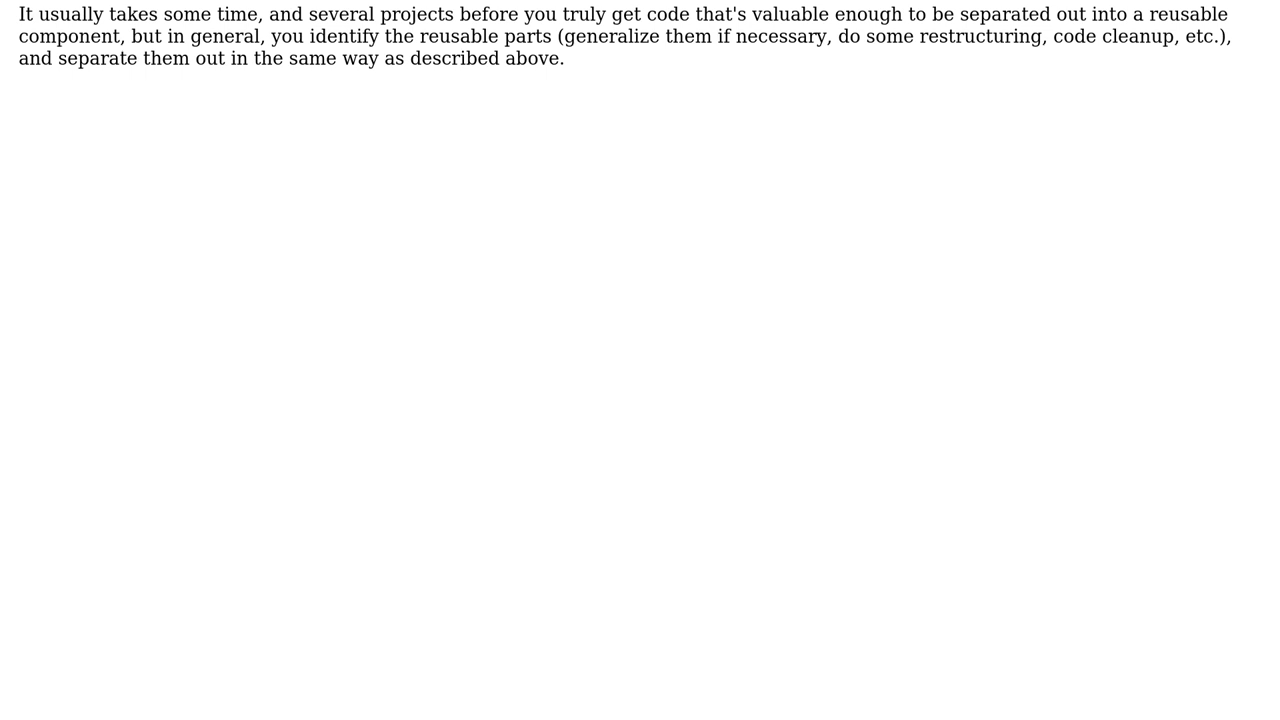 It usually takes some time, and several projects before you truly get code that's valuable enough to be separated out into a reusable
component, but in general, you identify the reusable parts (generalize them if necessary, do some restructuring, code cleanup, etc.),
and separate them out in the same way as described above.